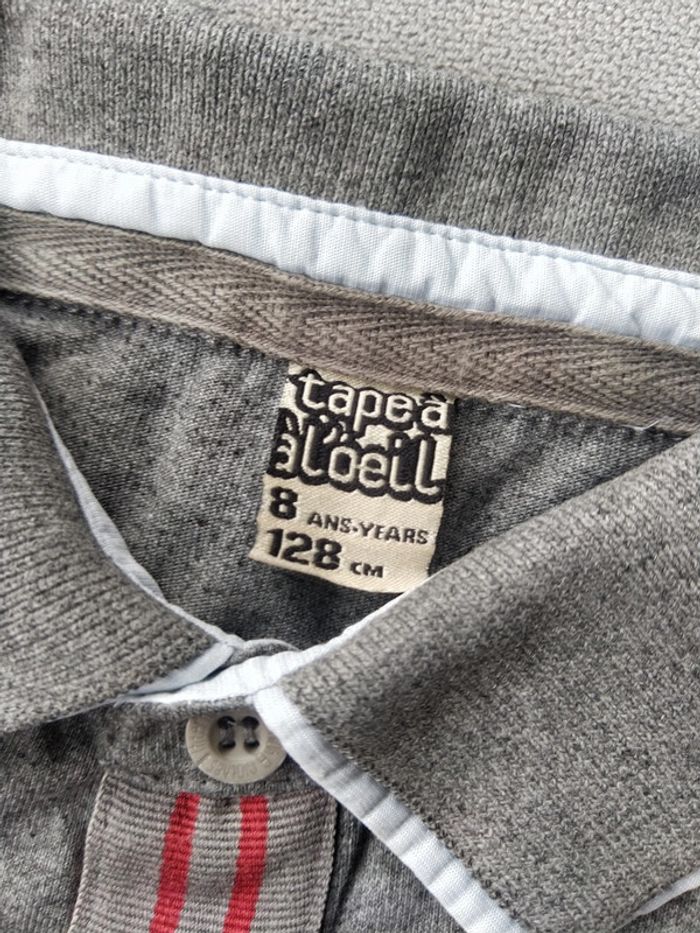 tape à
à l'oeil
8 ANS-YEARS
128 CM